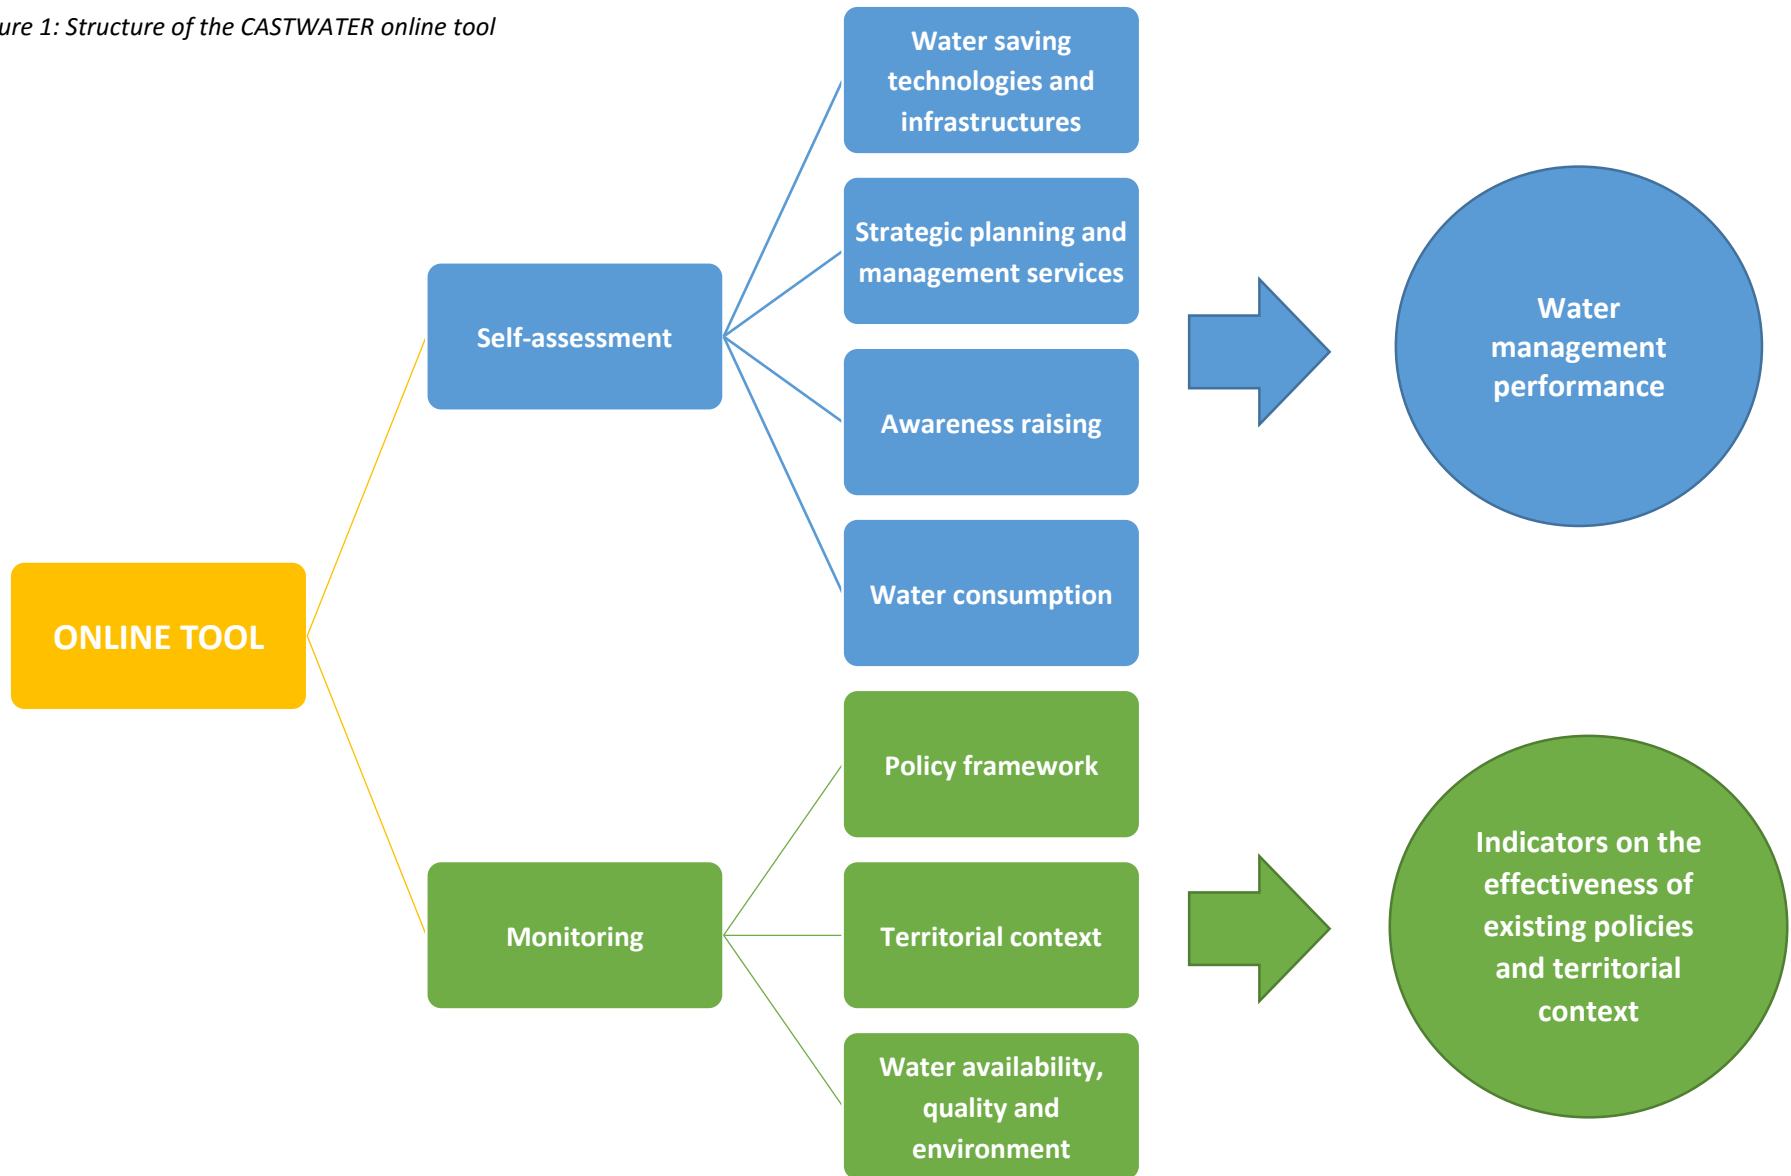 ure 1: Structure of the CASTWATER online tool
Water saving
technologies and
infrastructures
Strategic planning and
management services
Self-assessment
Awareness raising
Water consumption
Water
management
performance
ONLINE TOOL
Policy framework
Monitoring
Territorial context
Water availability,
quality and
environment
Indicators on the
effectiveness of
existing policies
and territorial
context